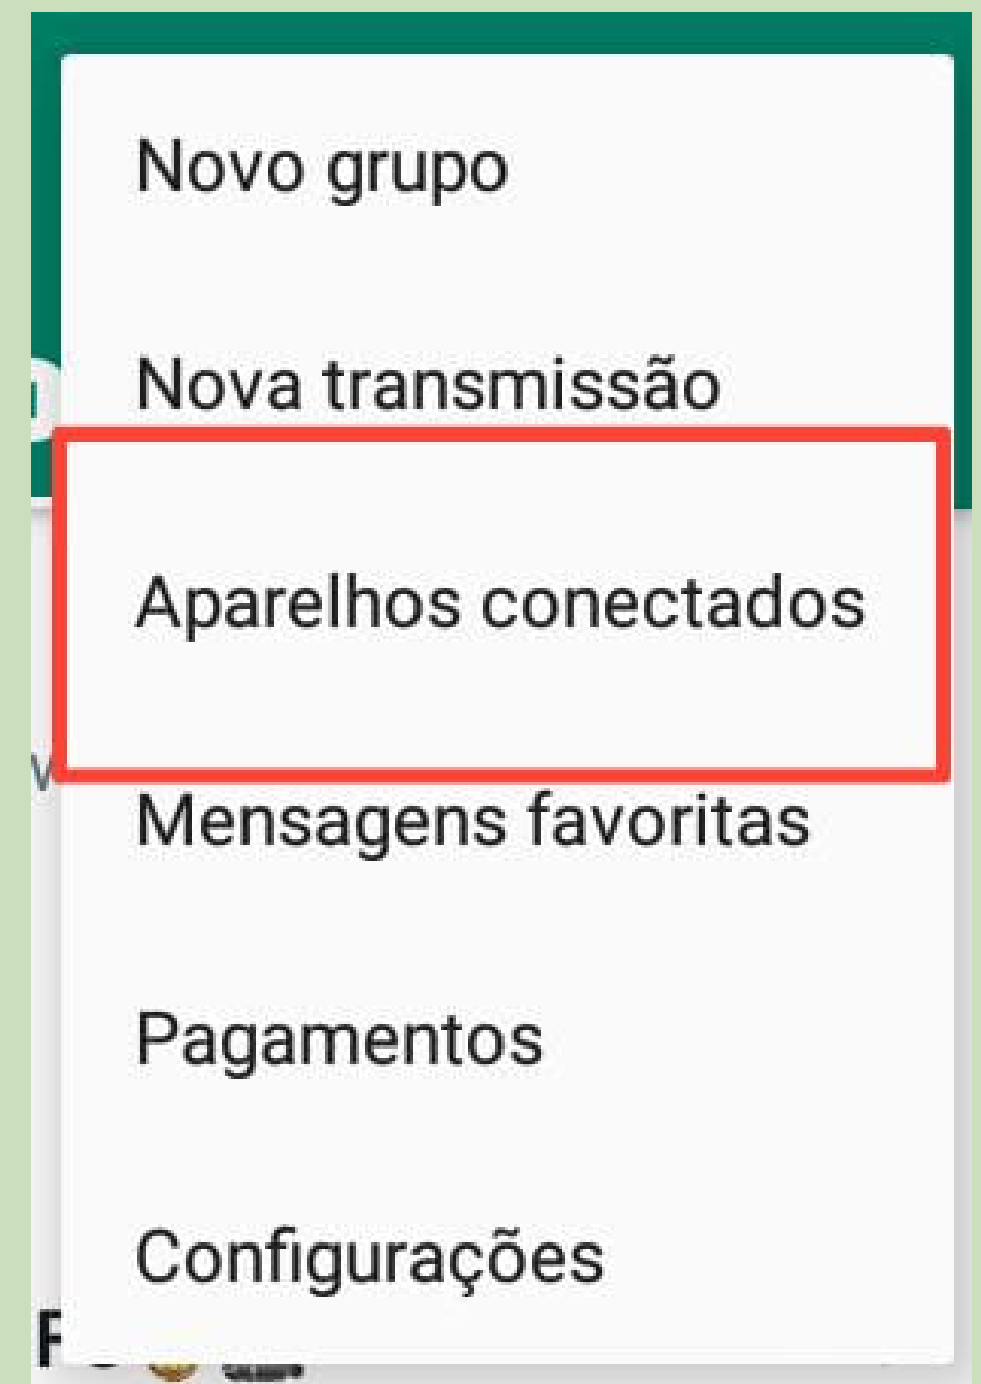 Novo grupo
Nova transmissão
Aparelhos conectados
Mensagens favoritas
Pagamentos
Configurações